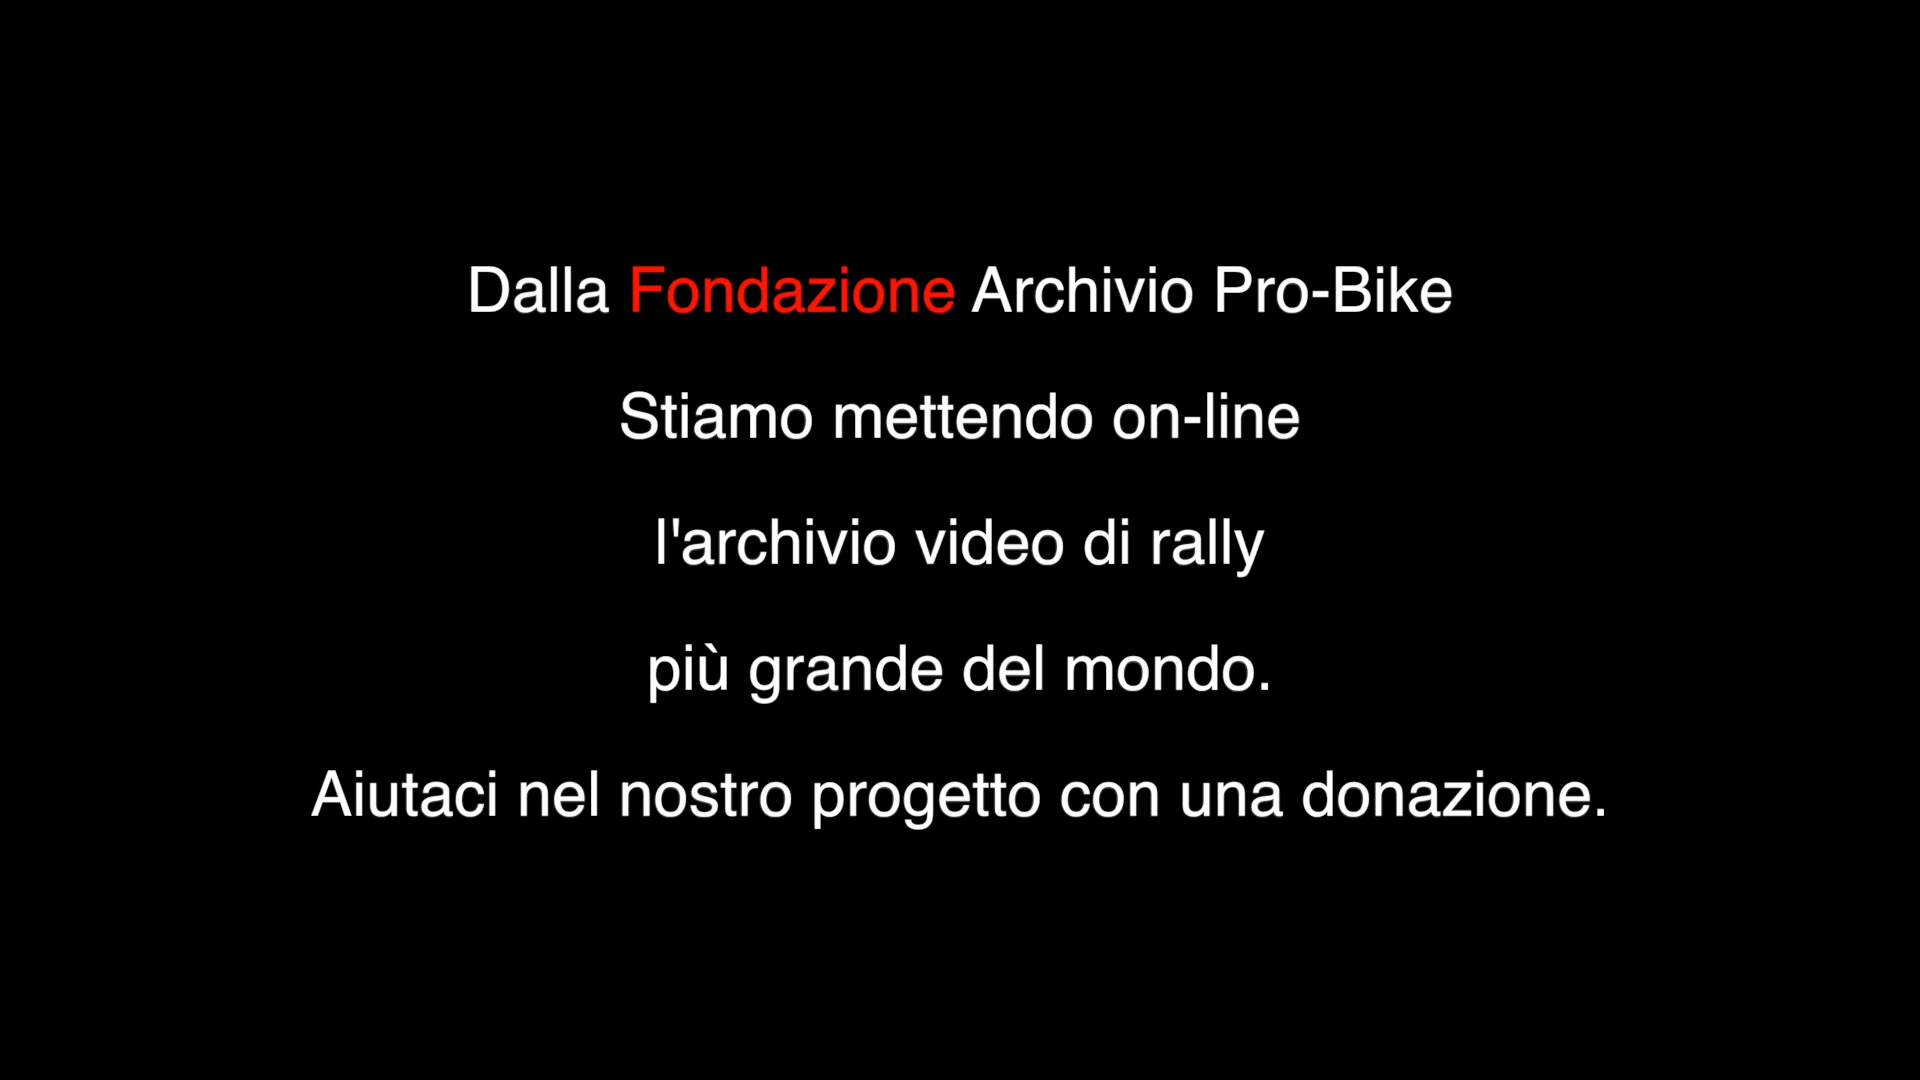 Dalla Fondazione Archivio Pro-Bike
Stiamo mettendo on-line
l'archivio video di rally
più grande del mondo.
Aiutaci nel nostro progetto con una donazione.